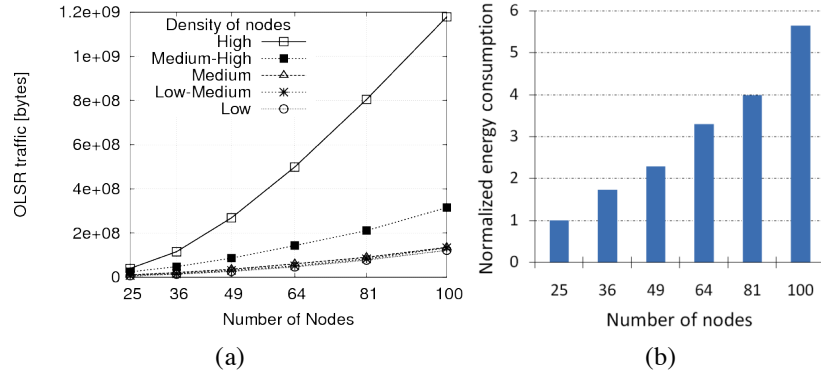 OLSR traffic [bytes]
1.2e+09
1e+09
8e+08
6e+08
4e+08
2e+08
0
Density of nodes
High
Medium-High
Medium
Low-Medium
Low
25 36 49 64 81 100
Number of Nodes
(a)
Normalized energy consumption
6
5
4
3
2
1
0
25 36 49 64 81 100
Number of nodes
(b)